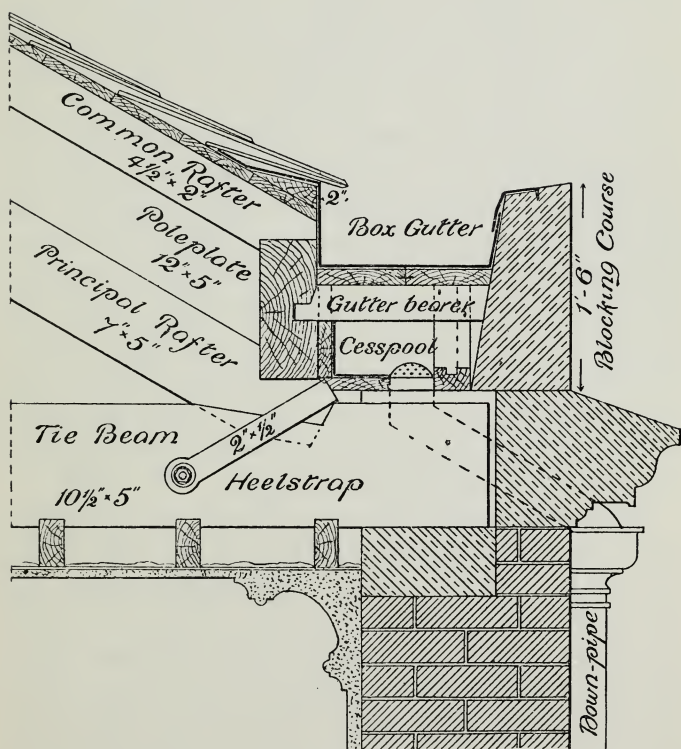 Common Rafter
4½" × 2"
Poleplate
12" × 5"
Principal Rafter
7" × 5"
2"
Box Gutter
1'-6"
Blocking Course
Gutter bearer
Cesspool
Tie Beam
10½" × 5"
2" × ½"
Heelstrap
Down-pipe